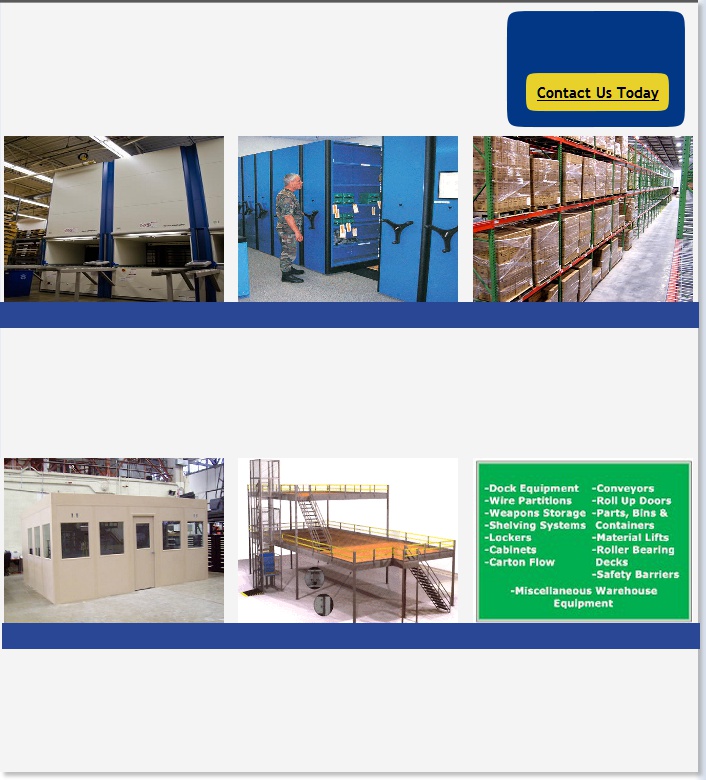 Contact Us Today
-Dock Equipment
-Wire Partitions
-Weapons Storage
-Shelving Systems
-Lockers
-Cabinets
-Carton Flow
-Conveyors
-Roll Up Doors
-Parts, Bins &
Containers
-Material Lifts
-Roller Bearing
Decks
-Safety Barriers
-Miscellaneous Warehouse
Equipment